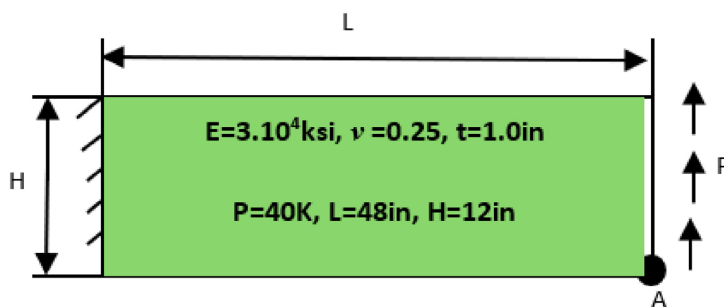 L
E=3.10⁴ksi, ν =0.25, t=1.0in
H
P
P=40K, L=48in, H=12in
A